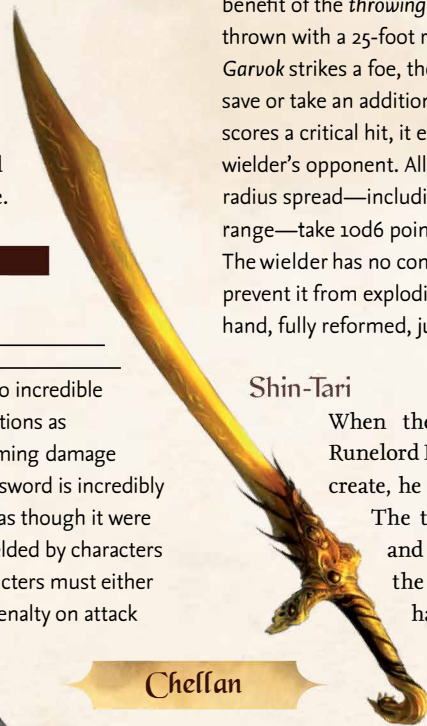 benefit of the throwing
thrown with a 25-foot
Garvok strikes a foe, the
save or take an addition
scores a critical hit, it
wielder's opponent. All
radius spread—includi
range—take 10d6 poin
The wielder has no con
prevent it from explodi
hand, fully reformed, ju
o incredible
tions as
ming damage
sword is incredibly
as though it were
elded by characters
cters must either
enalty on attack
Shin-Tari
When the
Runelord
create, he
The t
and
the
ha
Chellan